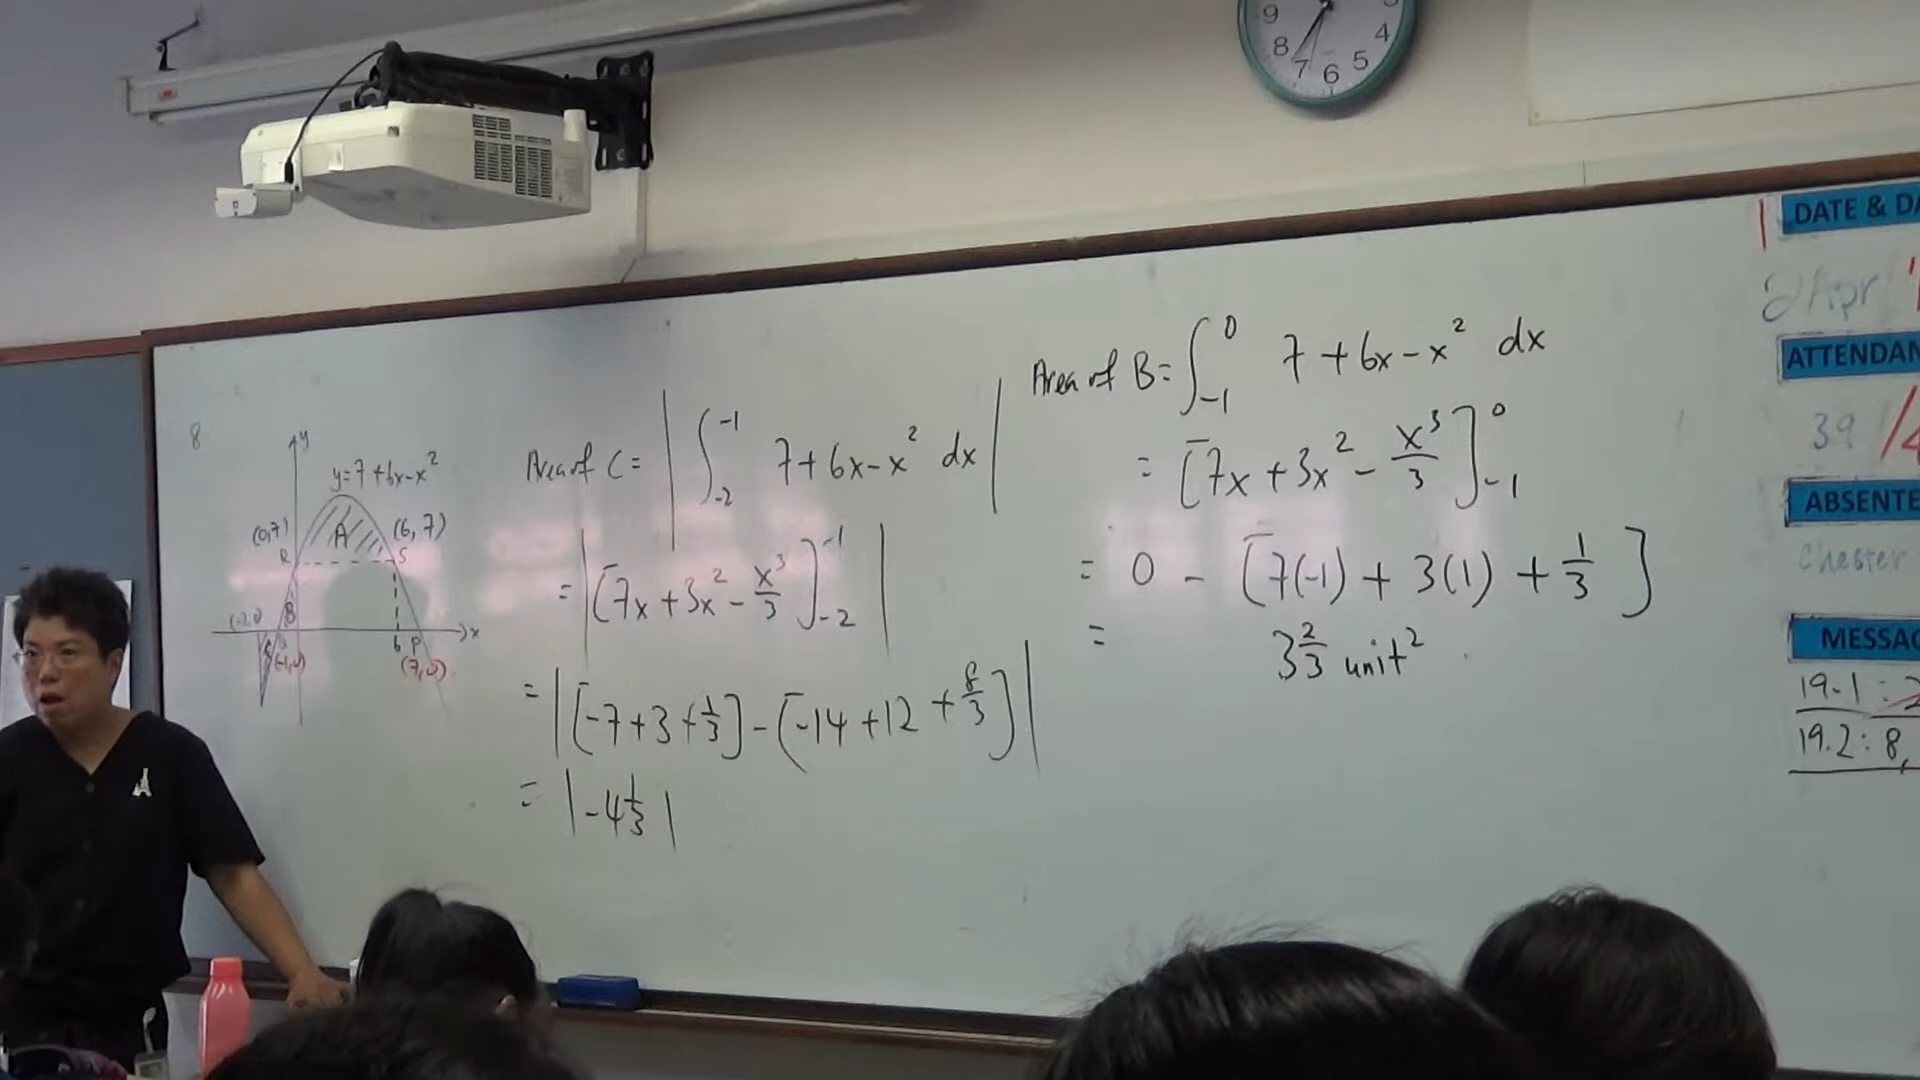 9
8
7
6
5
4
8
y
y=7+6x-x²
(0,7)
A
(6,7)
R
S
B
x
6
P
(-1,0)
(7,0)
Area of C = | ∫₋₂⁻¹ 7+6x-x² dx |
= | [7x+3x²-x³/3]₋₂⁻¹ |
= | [-7+3+1/3] - [-14+12+8/3] |
= | -4 1/3 |
Area of B = ∫₋₁⁰ 7+6x-x² dx
= [7x+3x²-x³/3]₋₁⁰
= 0 - [7(-1) + 3(1) + 1/3]
= 3 2/3 unit²
DATE & DA
2 Apr
ATTENDAN
39
ABSENTE
Chester
MESSAG
19.1 : 2
19.2 : 8,